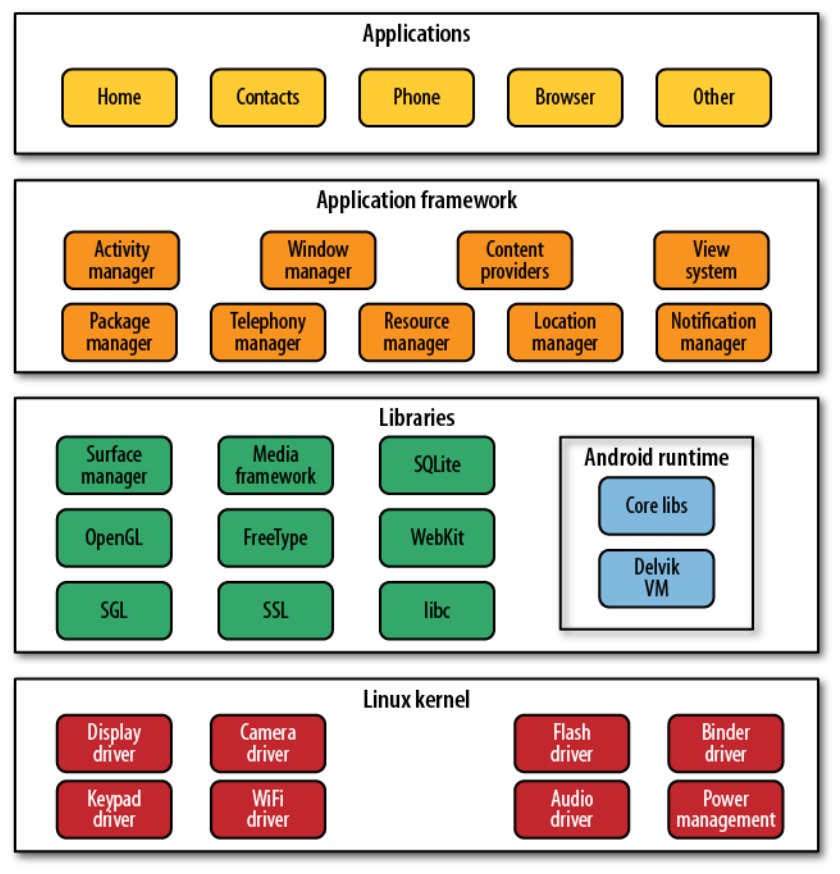 Applications
Home
Contacts
Phone
Browser
Other
Application framework
Activity
manager
Window
manager
Content
providers
View
system
Package
manager
Telephony
manager
Resource
manager
Location
manager
Notification
manager
Libraries
Surface
manager
Media
framework
SQLite
OpenGL
FreeType
WebKit
SGL
SSL
libc
Android runtime
Core libs
Delvik
VM
Linux kernel
Display
driver
Camera
driver
Flash
driver
Binder
driver
Keypad
driver
WiFi
driver
Audio
driver
Power
management